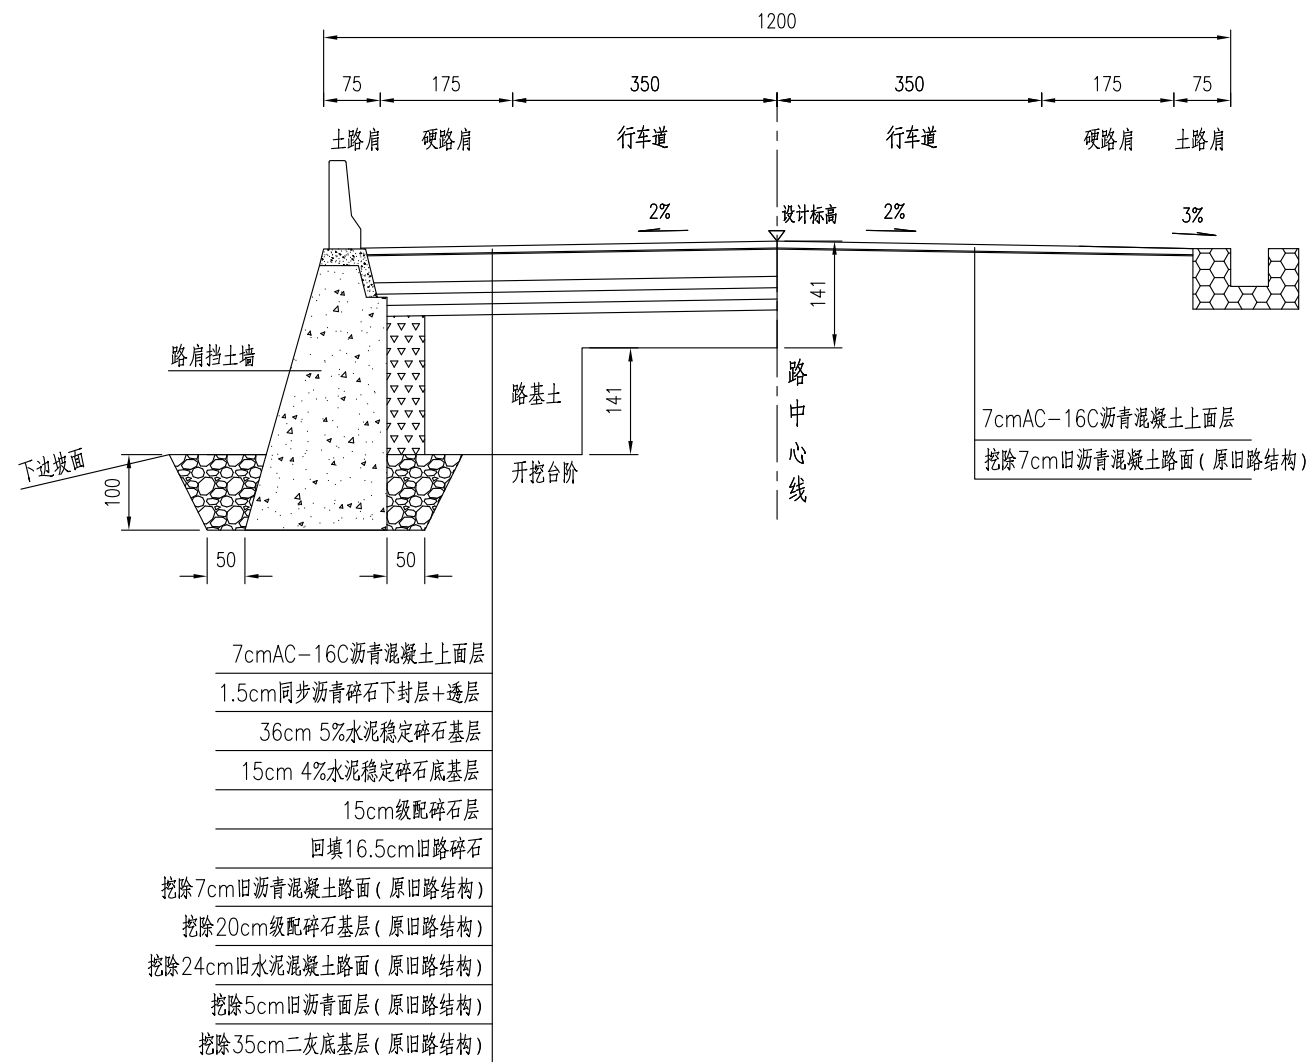 1200
75 175 350 350 175 75
土路肩 硬路肩 行车道 行车道 硬路肩 土路肩
2% 设计标高 2% 3%
141
路肩挡土墙
路基土 141
路中心线
7cmAC-16C沥青混凝土上面层
挖除7cm旧沥青混凝土路面(原旧路结构)
下边坡面
开挖台阶
100
50 50
7cmAC-16C沥青混凝土上面层
1.5cm同步沥青碎石下封层+透层
36cm 5%水泥稳定碎石基层
15cm 4%水泥稳定碎石底基层
15cm级配碎石层
回填16.5cm旧路碎石
挖除7cm旧沥青混凝土路面(原旧路结构)
挖除20cm级配碎石基层(原旧路结构)
挖除24cm旧水泥混凝土路面(原旧路结构)
挖除5cm旧沥青面层(原旧路结构)
挖除35cm二灰底基层(原旧路结构)